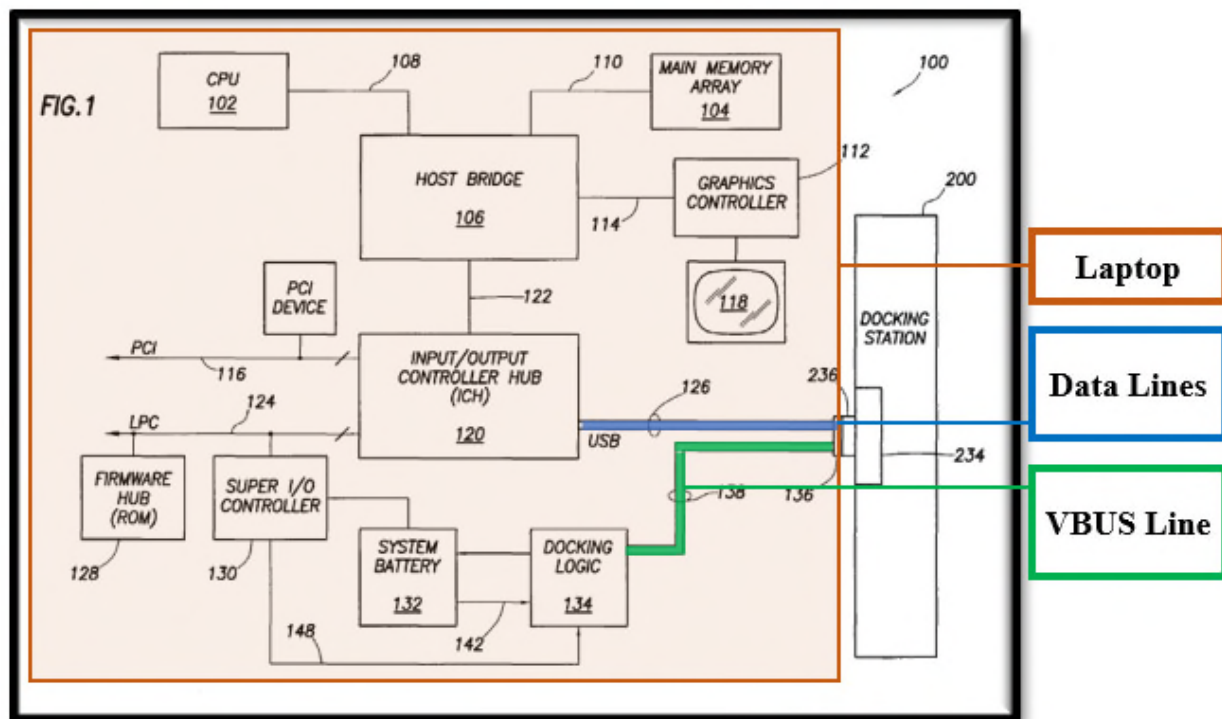 FIG.1
CPU
102
108
110
MAIN MEMORY
ARRAY
104
100
HOST BRIDGE
106
114
GRAPHICS
CONTROLLER
112
200
118
122
PCI
DEVICE
PCI
116
INPUT/OUTPUT
CONTROLLER HUB
(ICH)
120
124
LPC
126
USB
236
DOCKING
STATION
234
136
138
FIRMWARE
HUB
(ROM)
128
SUPER I/O
CONTROLLER
130
SYSTEM
BATTERY
132
DOCKING
LOGIC
134
142
148
Laptop
Data Lines
VBUS Line